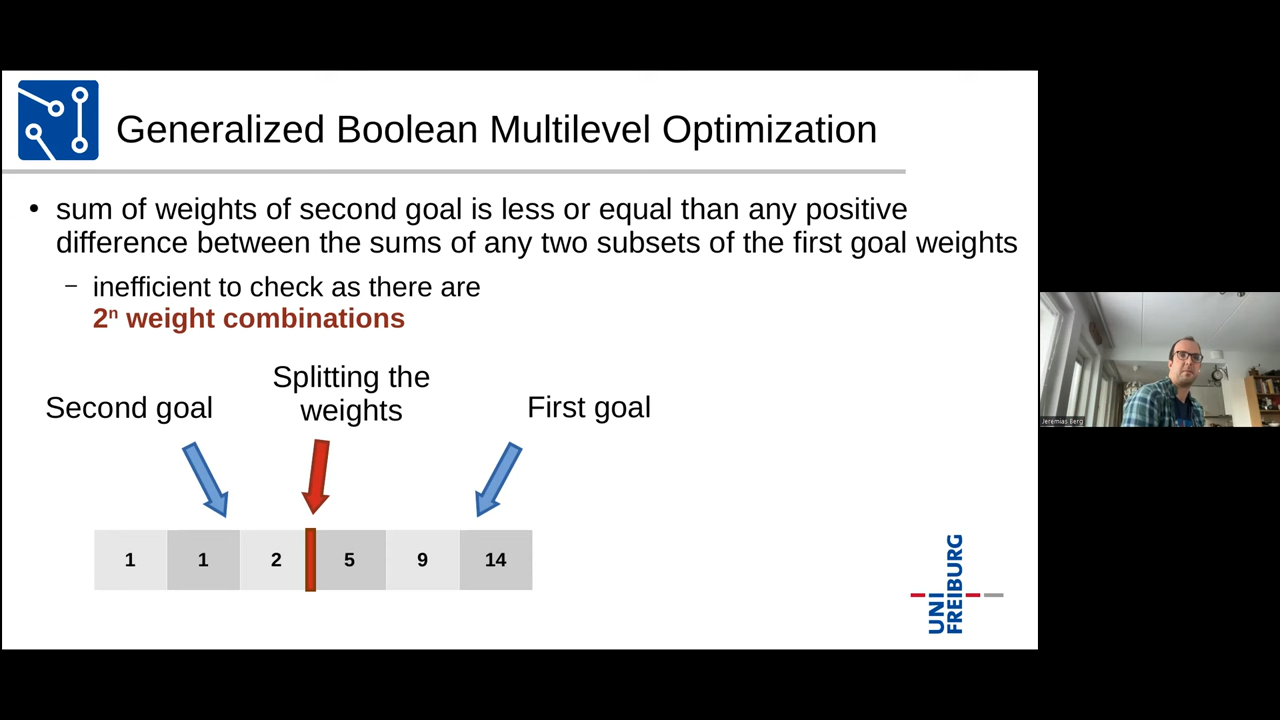 Generalized Boolean Multilevel Optimization
• sum of weights of second goal is less or equal than any positive
difference between the sums of any two subsets of the first goal weights
– inefficient to check as there are
2ⁿ weight combinations
Splitting the
weights
Second goal
First goal
1 1 2 5 9 14
UNI
FREIBURG
Jeremias Berg